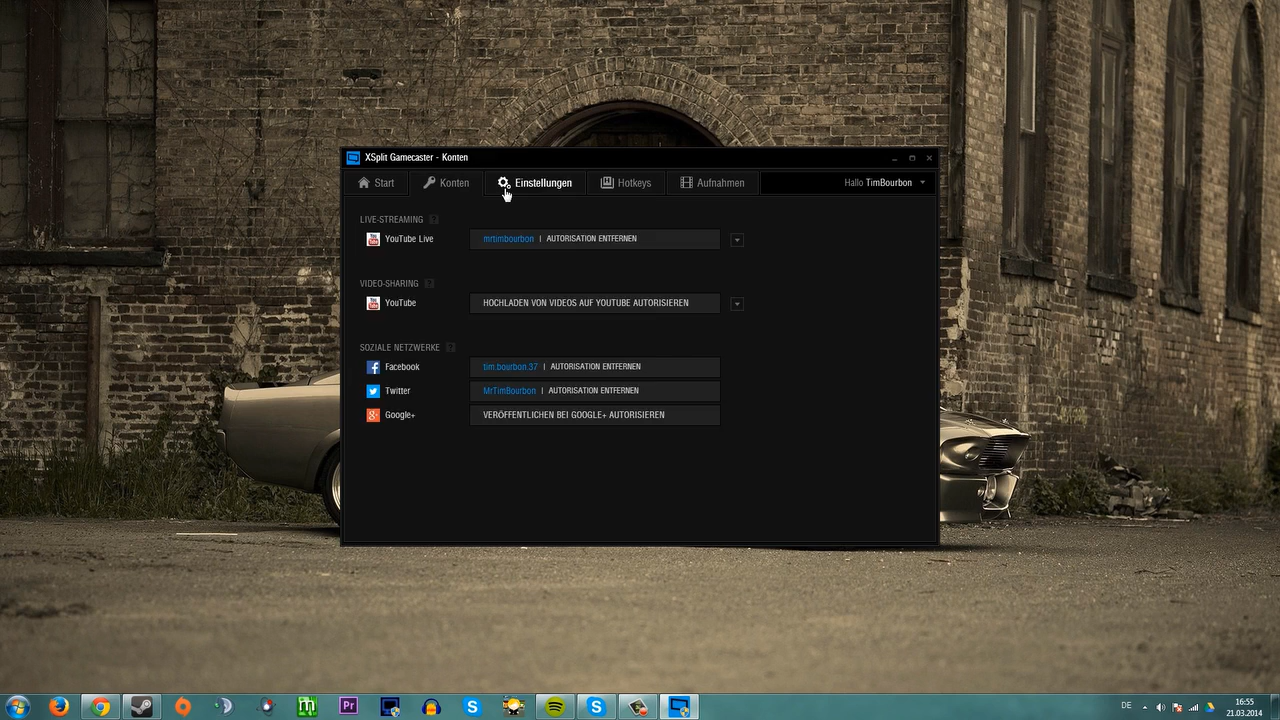 XSplit Gamecaster - Konten
Start
Konten
Einstellungen
Hotkeys
Aufnahmen
Hallo TimBourbon
LIVE-STREAMING ?
YouTube Live
mrtimbourbon | AUTORISATION ENTFERNEN
VIDEO-SHARING ?
YouTube
HOCHLADEN VON VIDEOS AUF YOUTUBE AUTORISIEREN
SOZIALE NETZWERKE ?
Facebook
tim.bourbon.37 | AUTORISATION ENTFERNEN
Twitter
MrTimBourbon | AUTORISATION ENTFERNEN
Google+
VERÖFFENTLICHEN BEI GOOGLE+ AUTORISIEREN
Pr
DE
16:55
21.03.2014